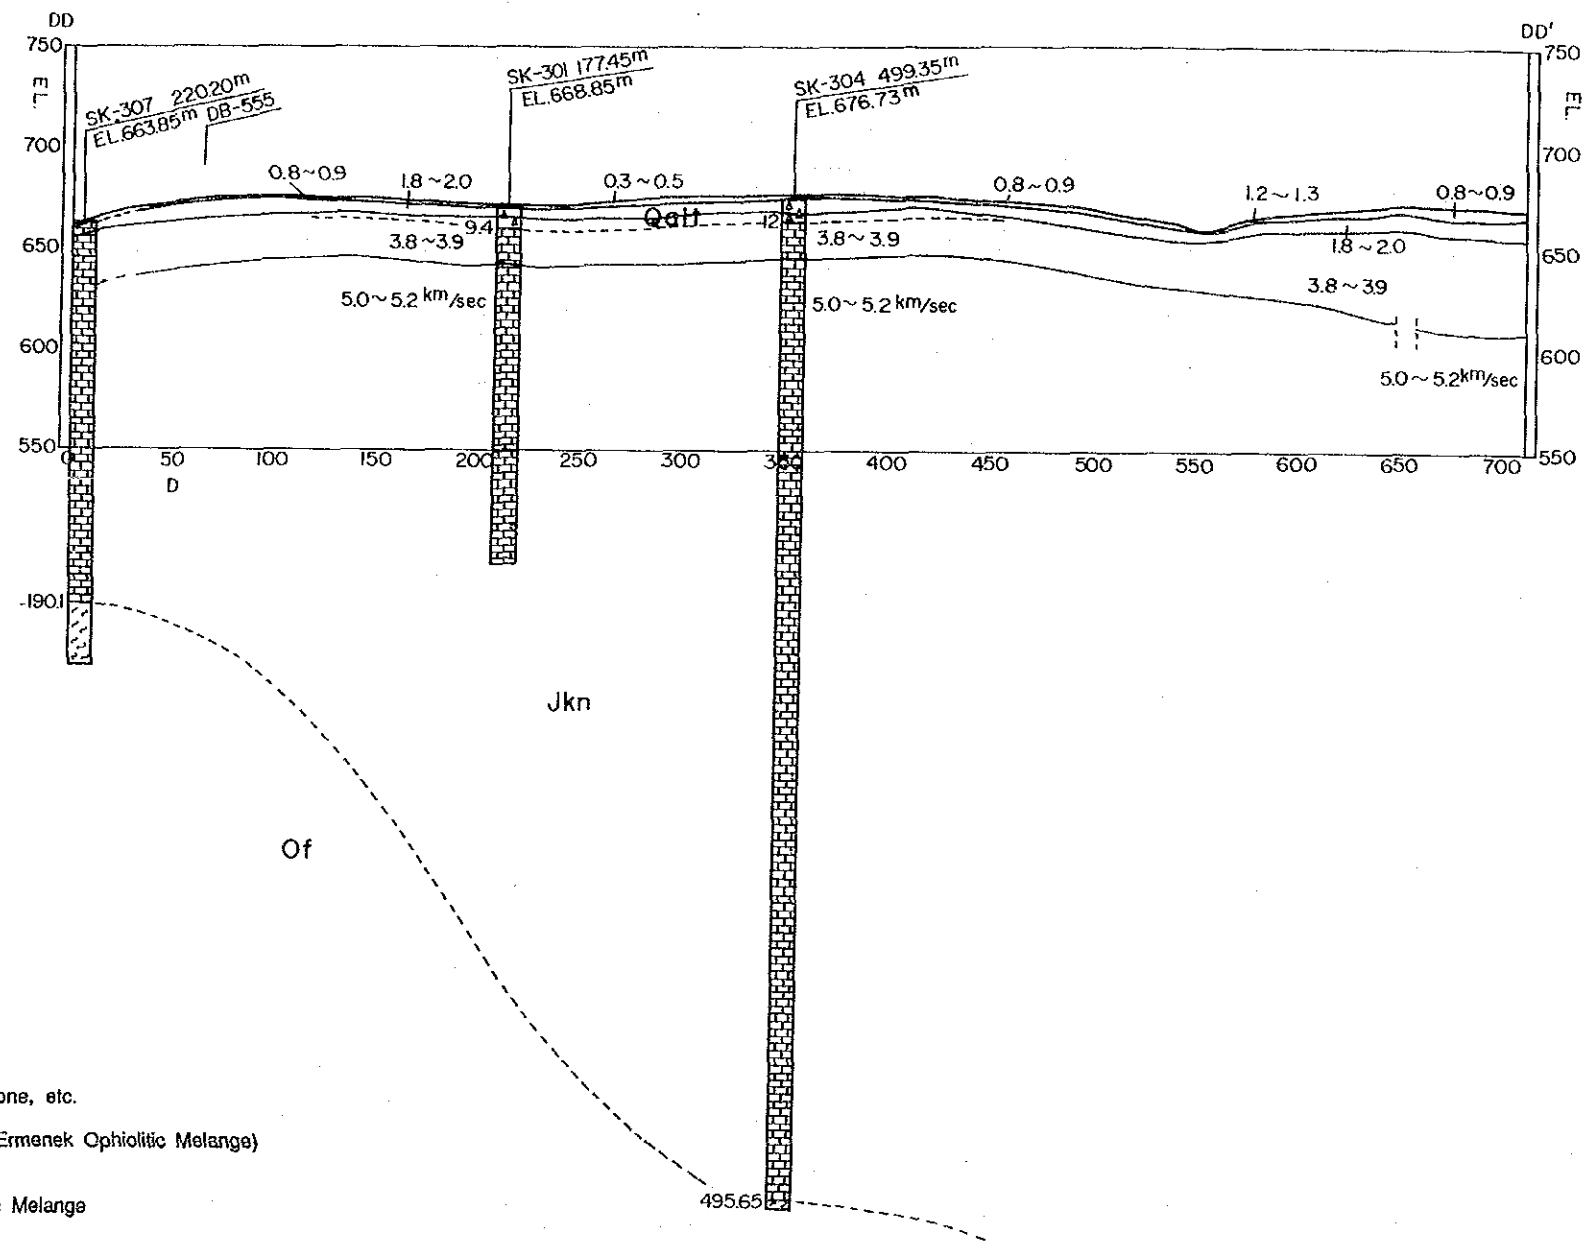 DD
DD'
750
750
EL.
EL.
SK-307 220.20m
EL.663.85m DB-555
SK-301 177.45m
EL.668.85m
SK-304 499.35m
EL.676.73m
700
700
0.8~0.9
1.8~2.0
0.3~0.5
0.8~0.9
1.2~1.3
0.8~0.9
9.4
Qalt
12
650
650
3.8~3.9
3.8~3.9
1.8~2.0
3.8~3.9
5.0~5.2 km/sec
5.0~5.2 km/sec
600
600
5.0~5.2 km/sec
550
550
0 50 100 150 200 250 300 350 400 450 500 550 600 650 700
D
190.1
Jkn
Of
one, etc.
Ermenek Ophiolitic Melange)
Melange
495.65